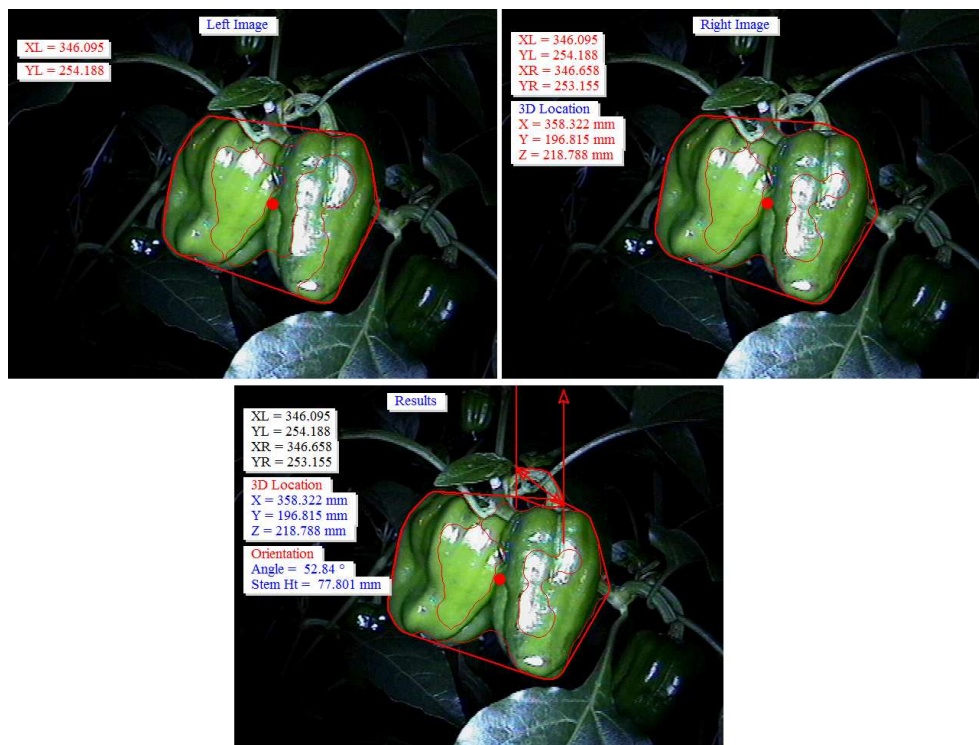 Left Image
XL = 346.095
YL = 254.188
Right Image
XL = 346.095
YL = 254.188
XR = 346.658
YR = 253.155
3D Location
X = 358.322 mm
Y = 196.815 mm
Z = 218.788 mm
Results
XL = 346.095
YL = 254.188
XR = 346.658
YR = 253.155
3D Location
X = 358.322 mm
Y = 196.815 mm
Z = 218.788 mm
Orientation
Angle =  52.84 °
Stem Ht =  77.801 mm